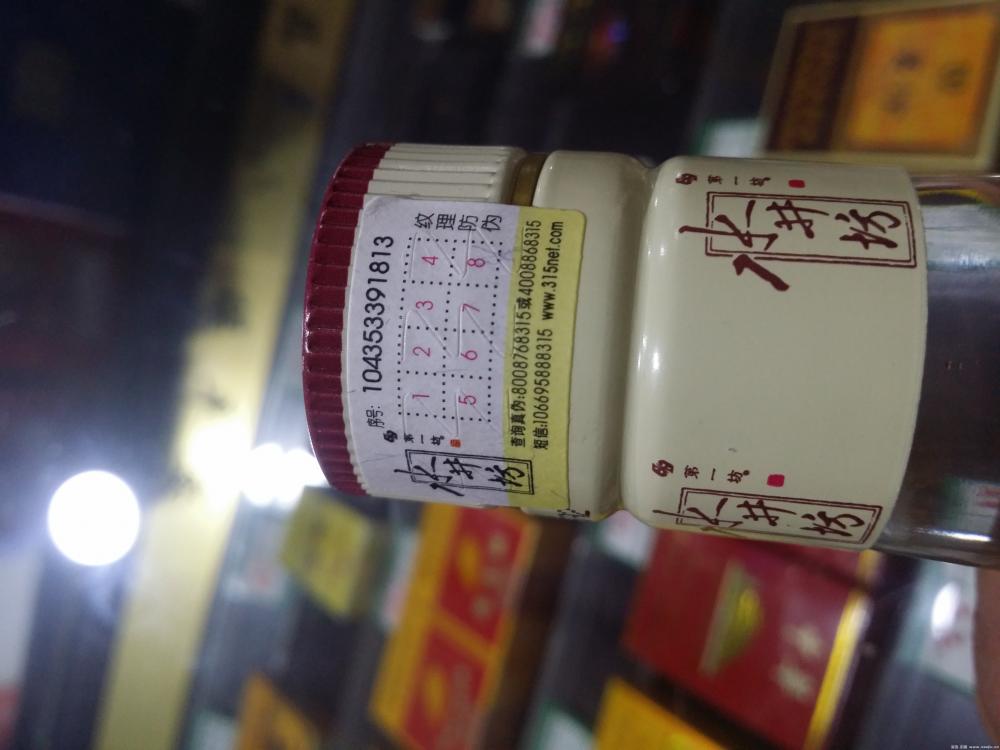 序号: 104353391813
1 2 3 4
5 6 7 8
纹理防伪
查询真伪:8008768315或4008868315
短信:1066958883​15 www.315net.com
第一坊
水井坊
第一坊
水井坊
第一坊
水井坊